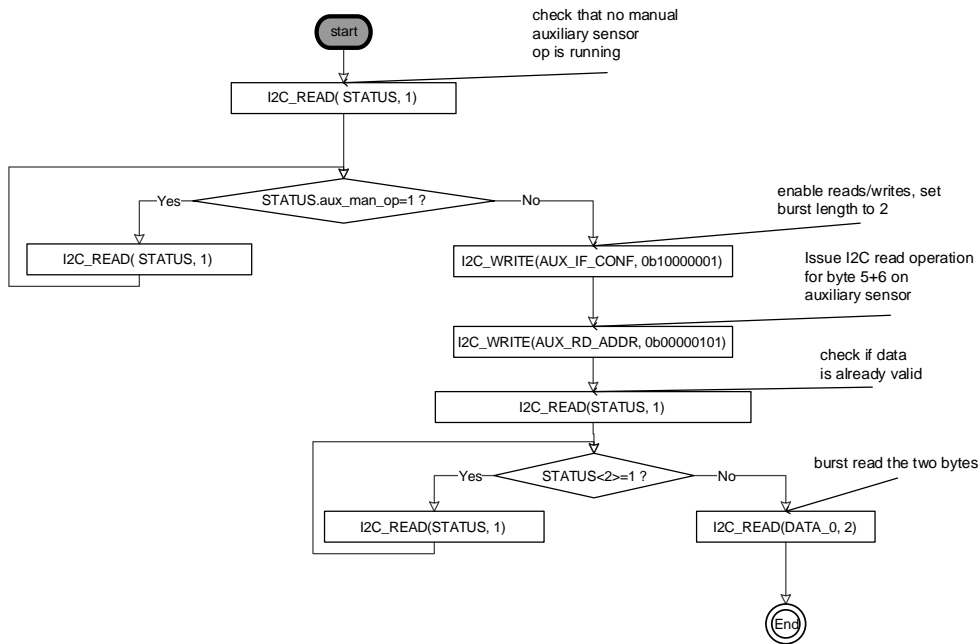 check that no manual
auxiliary sensor
op is running
start
I2C_READ( STATUS, 1)
STATUS.aux_man_op=1 ?
Yes
No
I2C_READ( STATUS, 1)
enable reads/writes, set
burst length to 2
I2C_WRITE(AUX_IF_CONF, 0b10000001)
Issue I2C read operation
for byte 5+6 on
auxiliary sensor
I2C_WRITE(AUX_RD_ADDR, 0b00000101)
check if data
is already valid
I2C_READ(STATUS, 1)
STATUS<2>=1 ?
Yes
No
I2C_READ(STATUS, 1)
burst read the two bytes
I2C_READ(DATA_0, 2)
End